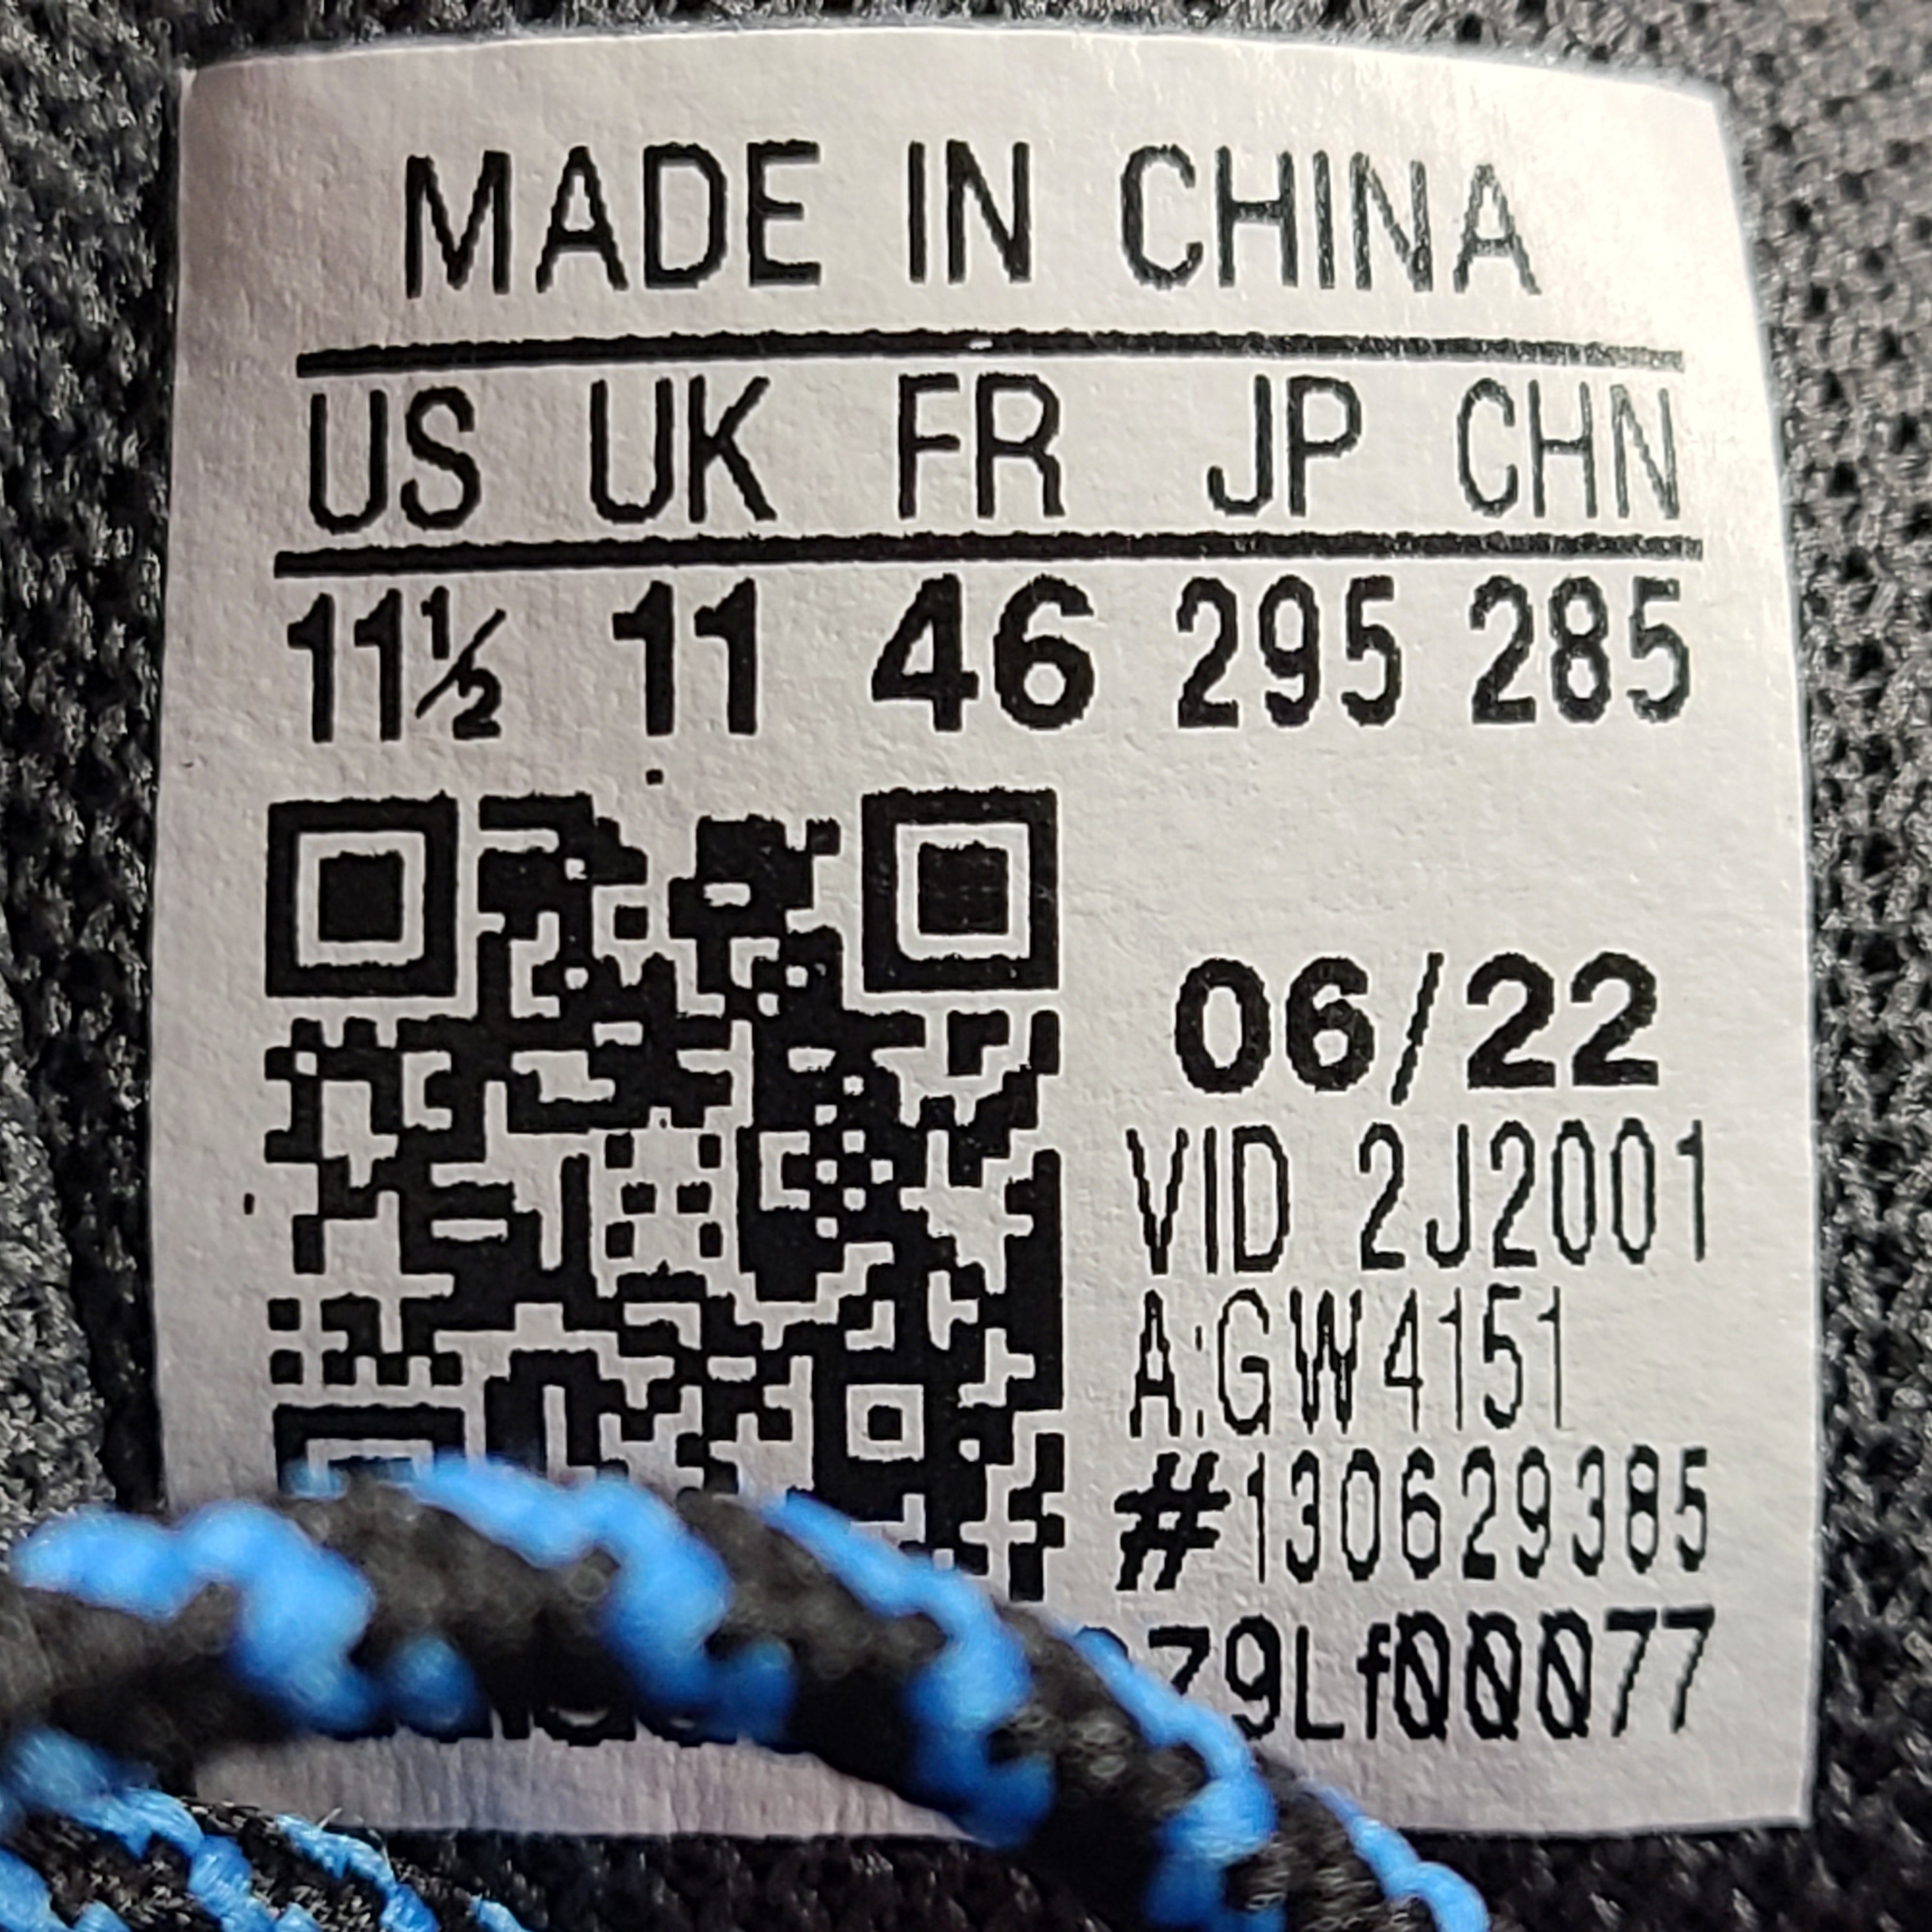 MADE IN CHINA
US UK FR JP CHN
11½ 11 46 295 285
06/22
VID 2J2001
A:GW4151
#130629385